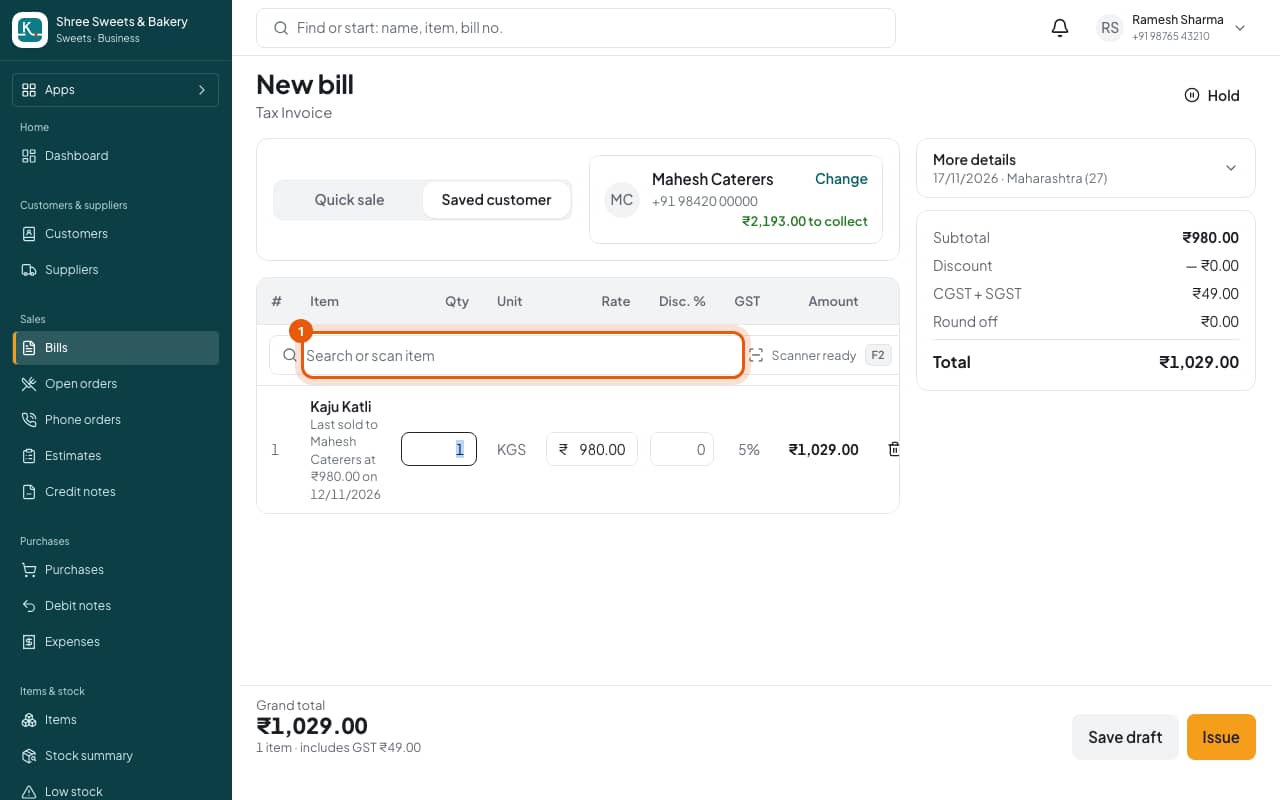 Shree Sweets & Bakery
Sweets · Business
Apps
Home
Dashboard
Customers & suppliers
Customers
Suppliers
Sales
Bills
Open orders
Phone orders
Estimates
Credit notes
Purchases
Purchases
Debit notes
Expenses
Items & stock
Items
Stock summary
Low stock
Find or start: name, item, bill no.
RS
Ramesh Sharma
+91 98765 43210
New bill
Tax Invoice
Hold
Quick sale
Saved customer
MC
Mahesh Caterers
Change
+91 98420 00000
₹2,193.00 to collect
# Item Qty Unit Rate Disc. % GST Amount
1
Search or scan item
Scanner ready F2
1
Kaju Katli
Last sold to
Mahesh
Caterers at
₹980.00 on
12/11/2026
1 KGS ₹ 980.00 0 5% ₹1,029.00
More details
17/11/2026 · Maharashtra (27)
Subtotal ₹980.00
Discount — ₹0.00
CGST + SGST ₹49.00
Round off ₹0.00
Total ₹1,029.00
Grand total
₹1,029.00
1 item · includes GST ₹49.00
Save draft
Issue